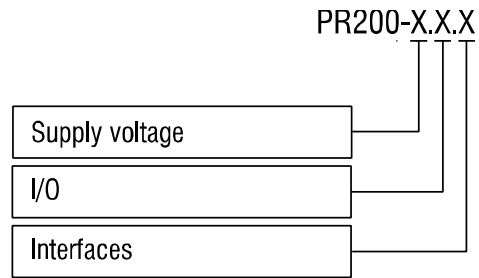 PR200-X.X.X
Supply voltage
I/O
Interfaces